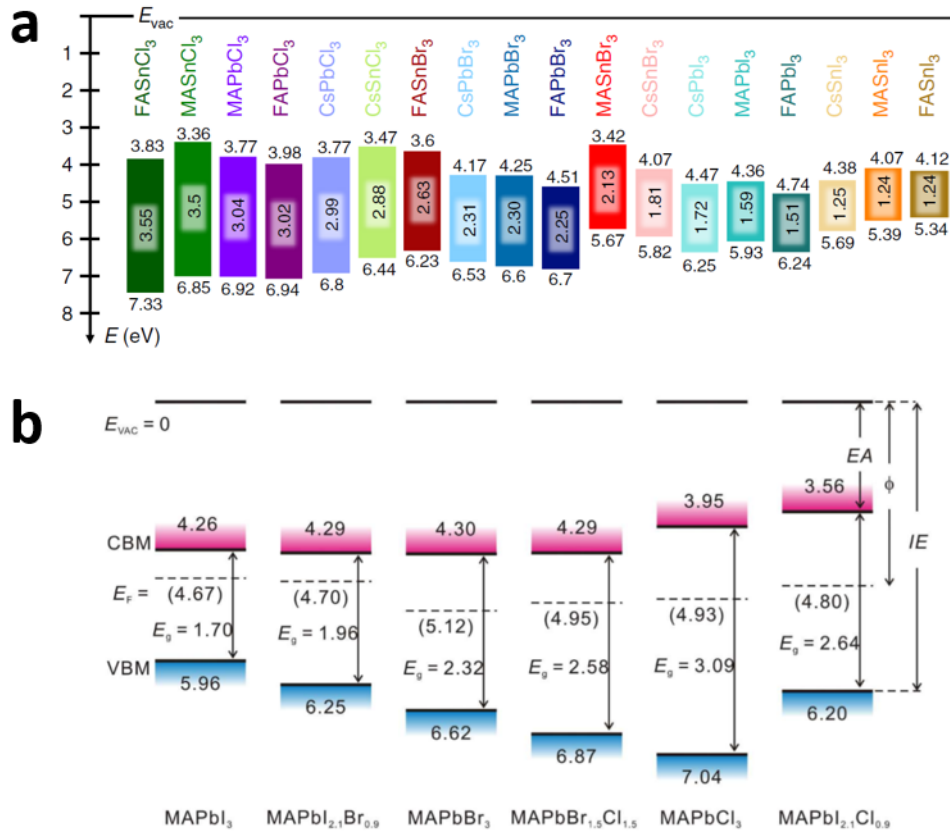 a
E_vac
FASnCl₃ MASnCl₃ MAPbCl₃ FAPbCl₃ CsPbCl₃ CsSnCl₃ FASnBr₃ CsPbBr₃ MAPbBr₃ FAPbBr₃ MASnBr₃ CsSnBr₃ CsPbI₃ MAPbI₃ FAPbI₃ CsSnI₃ MASnI₃ FASnI₃
1
2
3
4
5
6
7
8
E (eV)
3.83 3.36 3.77 3.98 3.77 3.47 3.6 4.17 4.25 4.51 3.42 4.07 4.47 4.36 4.74 4.38 4.07 4.12
3.55 3.5 3.04 3.02 2.99 2.88 2.63 2.31 2.30 2.25 2.13 1.81 1.72 1.59 1.51 1.25 1.24 1.24
7.33 6.85 6.92 6.94 6.8 6.44 6.23 6.53 6.6 6.7 5.67 5.82 6.25 5.93 6.24 5.69 5.39 5.34
b
E_VAC = 0
EA
ϕ
IE
CBM 4.26 4.29 4.30 4.29 3.95 3.56
E_F = (4.67) (4.70) (5.12) (4.95) (4.93) (4.80)
E_g = 1.70 E_g = 1.96 E_g = 2.32 E_g = 2.58 E_g = 3.09 E_g = 2.64
VBM 5.96 6.25 6.62 6.87 7.04 6.20
MAPbI₃ MAPbI₂.₁Br₀.₉ MAPbBr₃ MAPbBr₁.₅Cl₁.₅ MAPbCl₃ MAPbI₂.₁Cl₀.₉